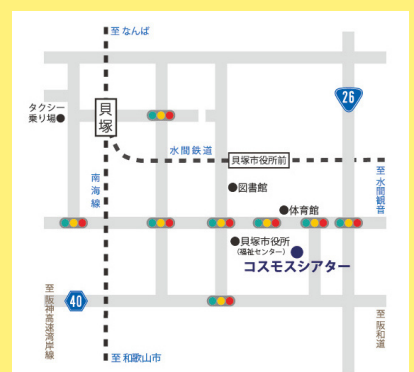 至なんば
26
タクシー
乗り場
貝塚
水間鉄道
貝塚市役所前
至水間観音
南海線
図書館
体育館
貝塚市役所
(福祉センター)
コスモスシアター
至阪神高速湾岸線
40
至阪和道
至和歌山市